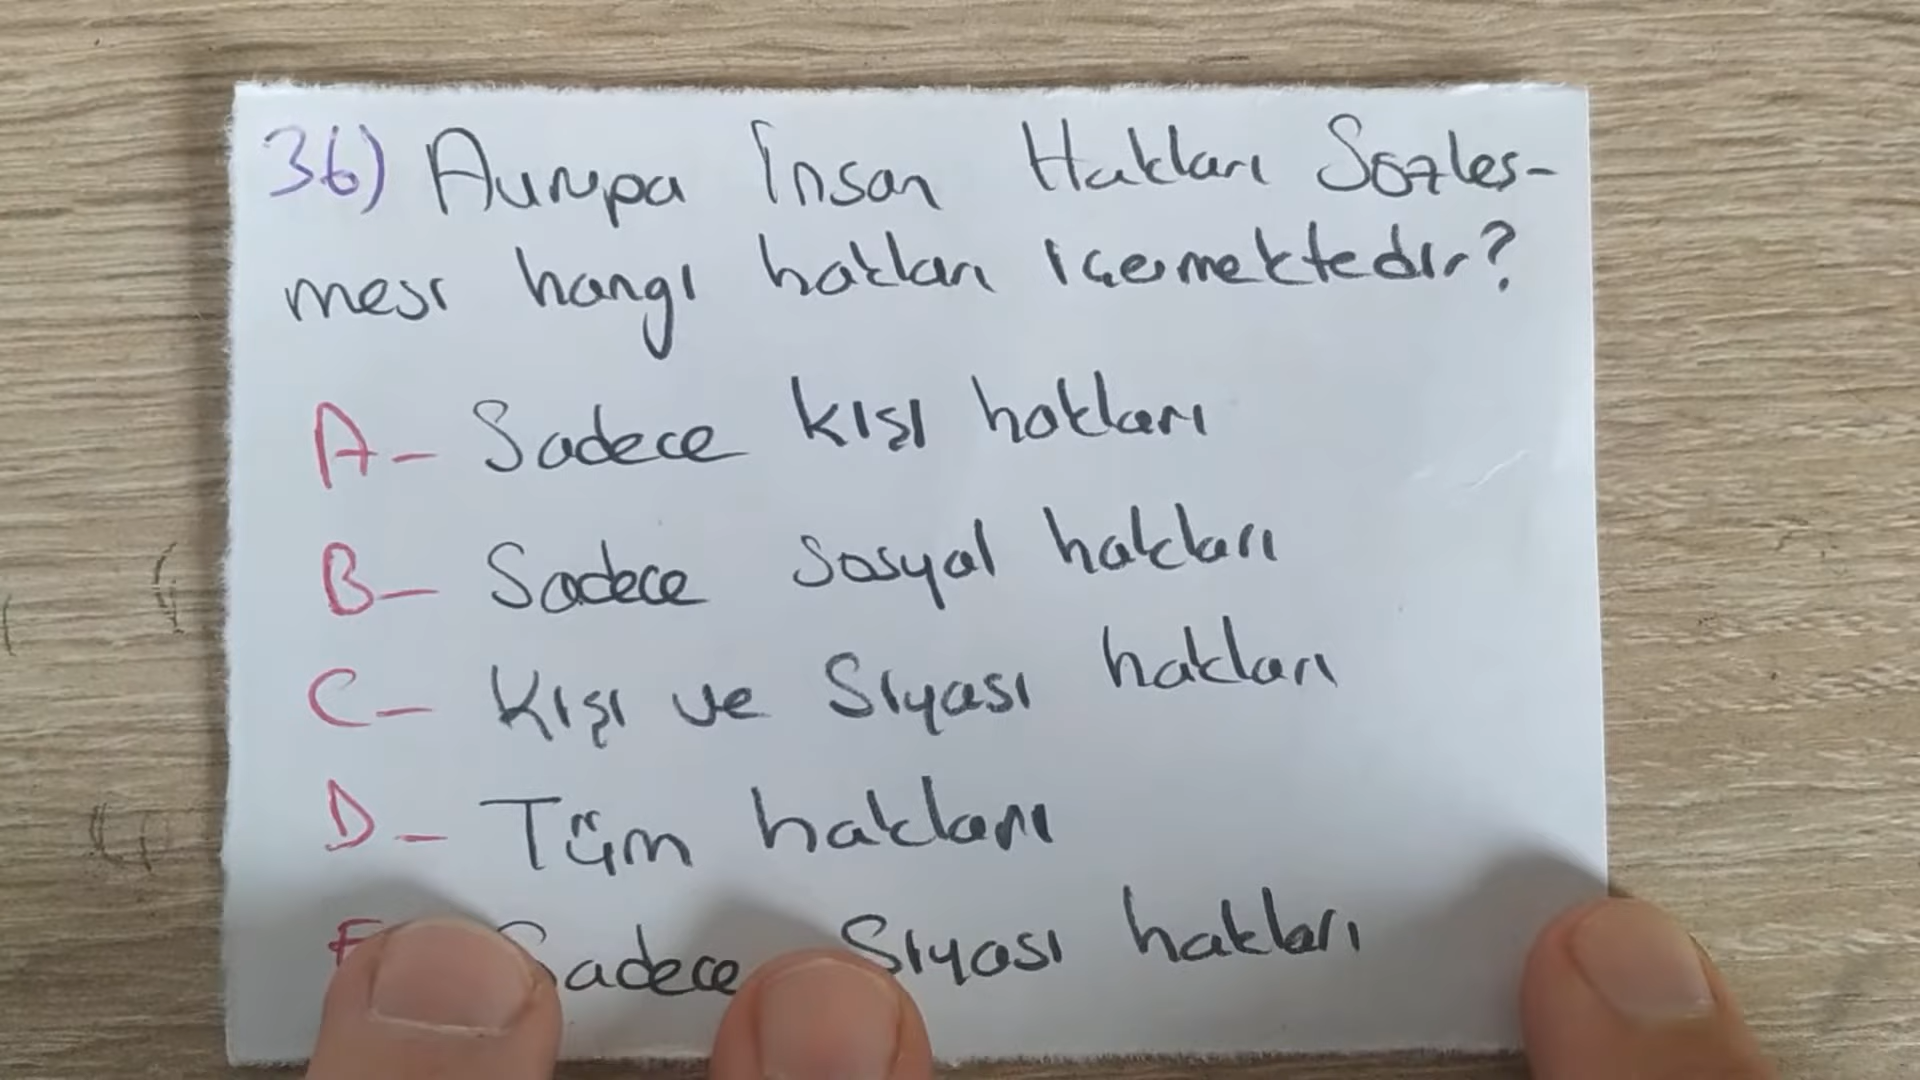 36) Avrupa İnsan Hakları Sözleş-
mesi hangi hakları içermektedir?
A- Sadece kişi hakları
B- Sadece sosyal hakları
C- Kişi ve Siyasi hakları
D- Tüm hakları
E Sadece Siyasi hakları